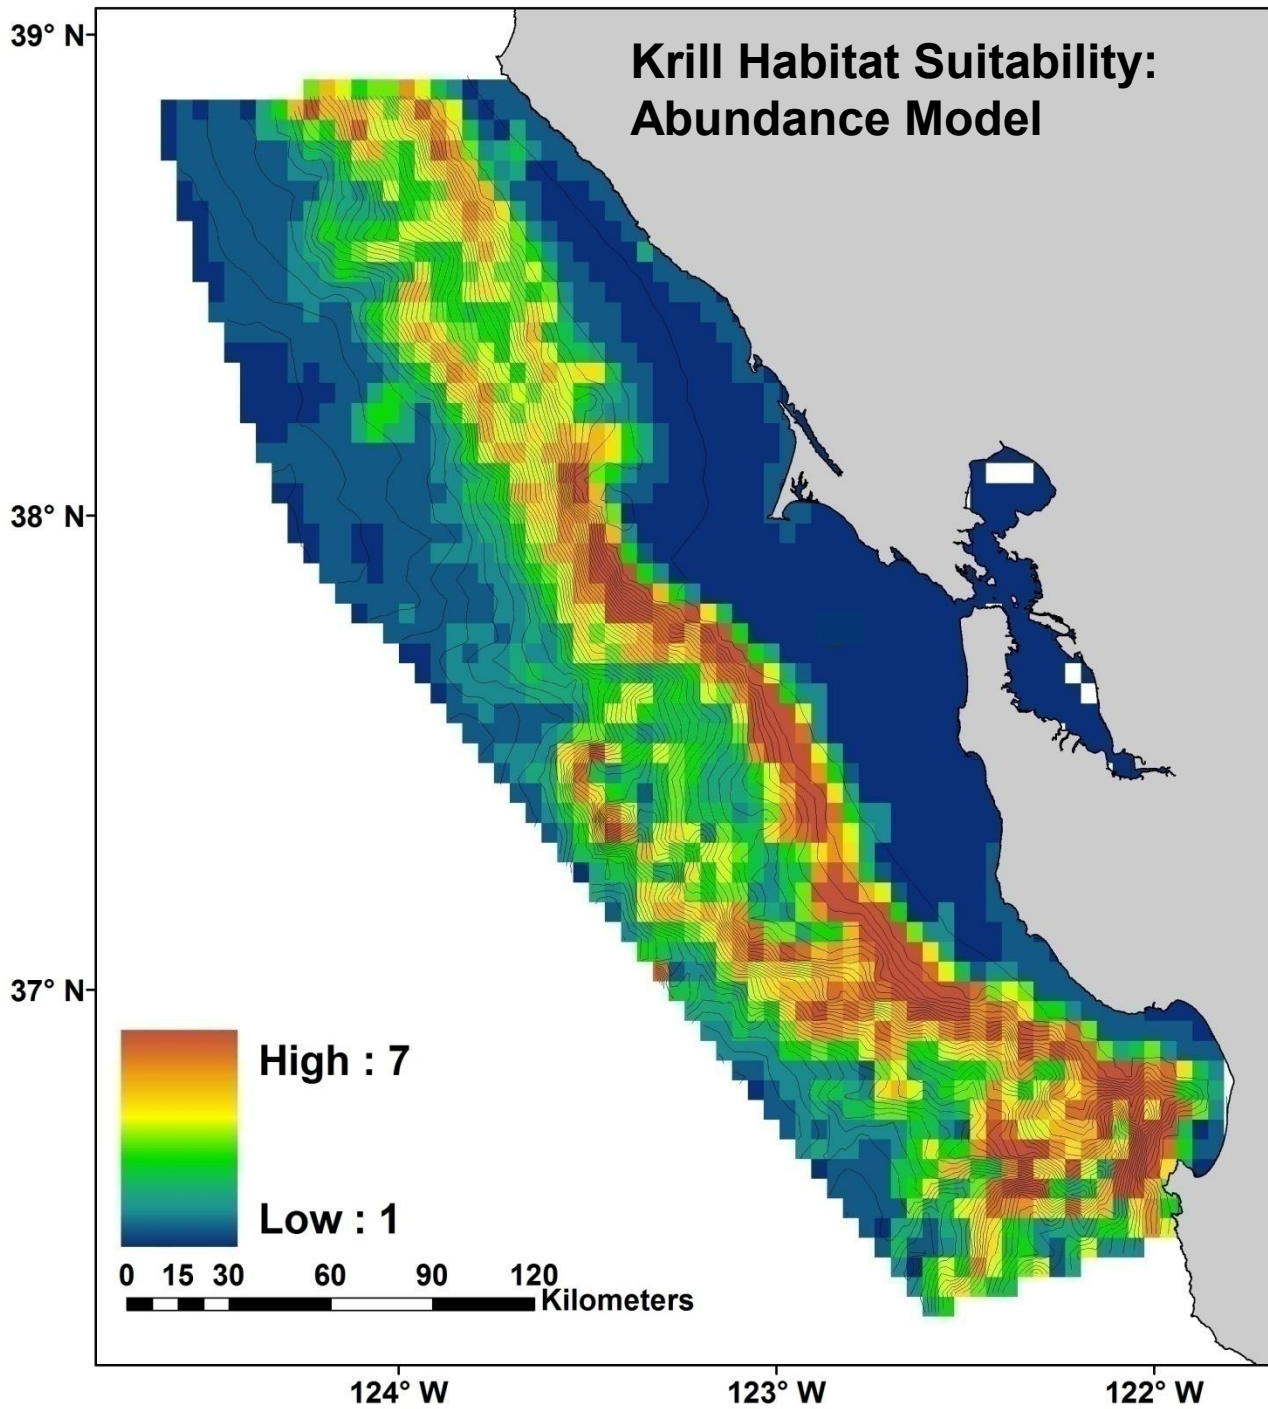 39° N
Krill Habitat Suitability:
Abundance Model
38° N
37° N
High : 7
Low : 1
0 15 30 60 90 120
Kilometers
124° W 123° W 122° W